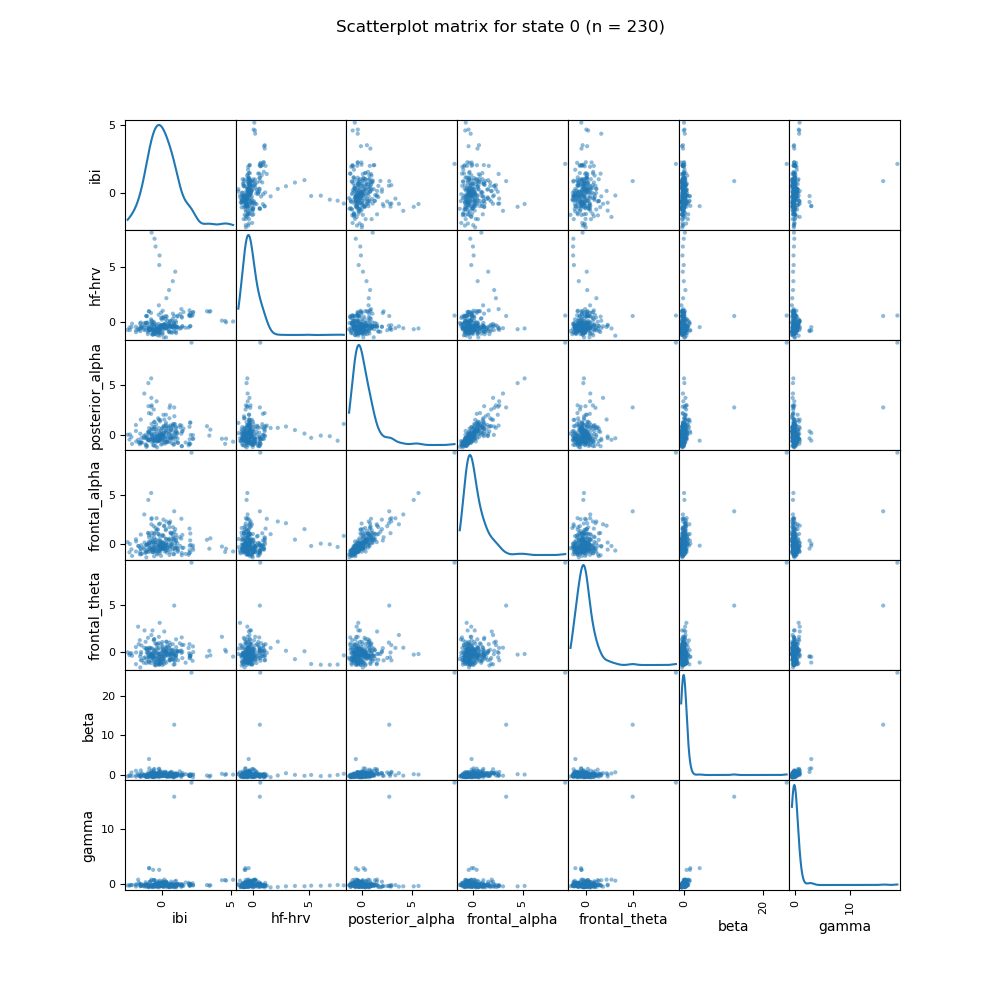 Scatterplot matrix for state 0 (n = 230)
5
0
ibi
5
0
hf-hrv
5
0
posterior_alpha
5
0
frontal_alpha
5
0
frontal_theta
20
10
0
beta
10
0
gamma
0 5 0 5 0 5 0 5 0 5 0 20 0 10
ibi hf-hrv posterior_alpha frontal_alpha frontal_theta beta gamma